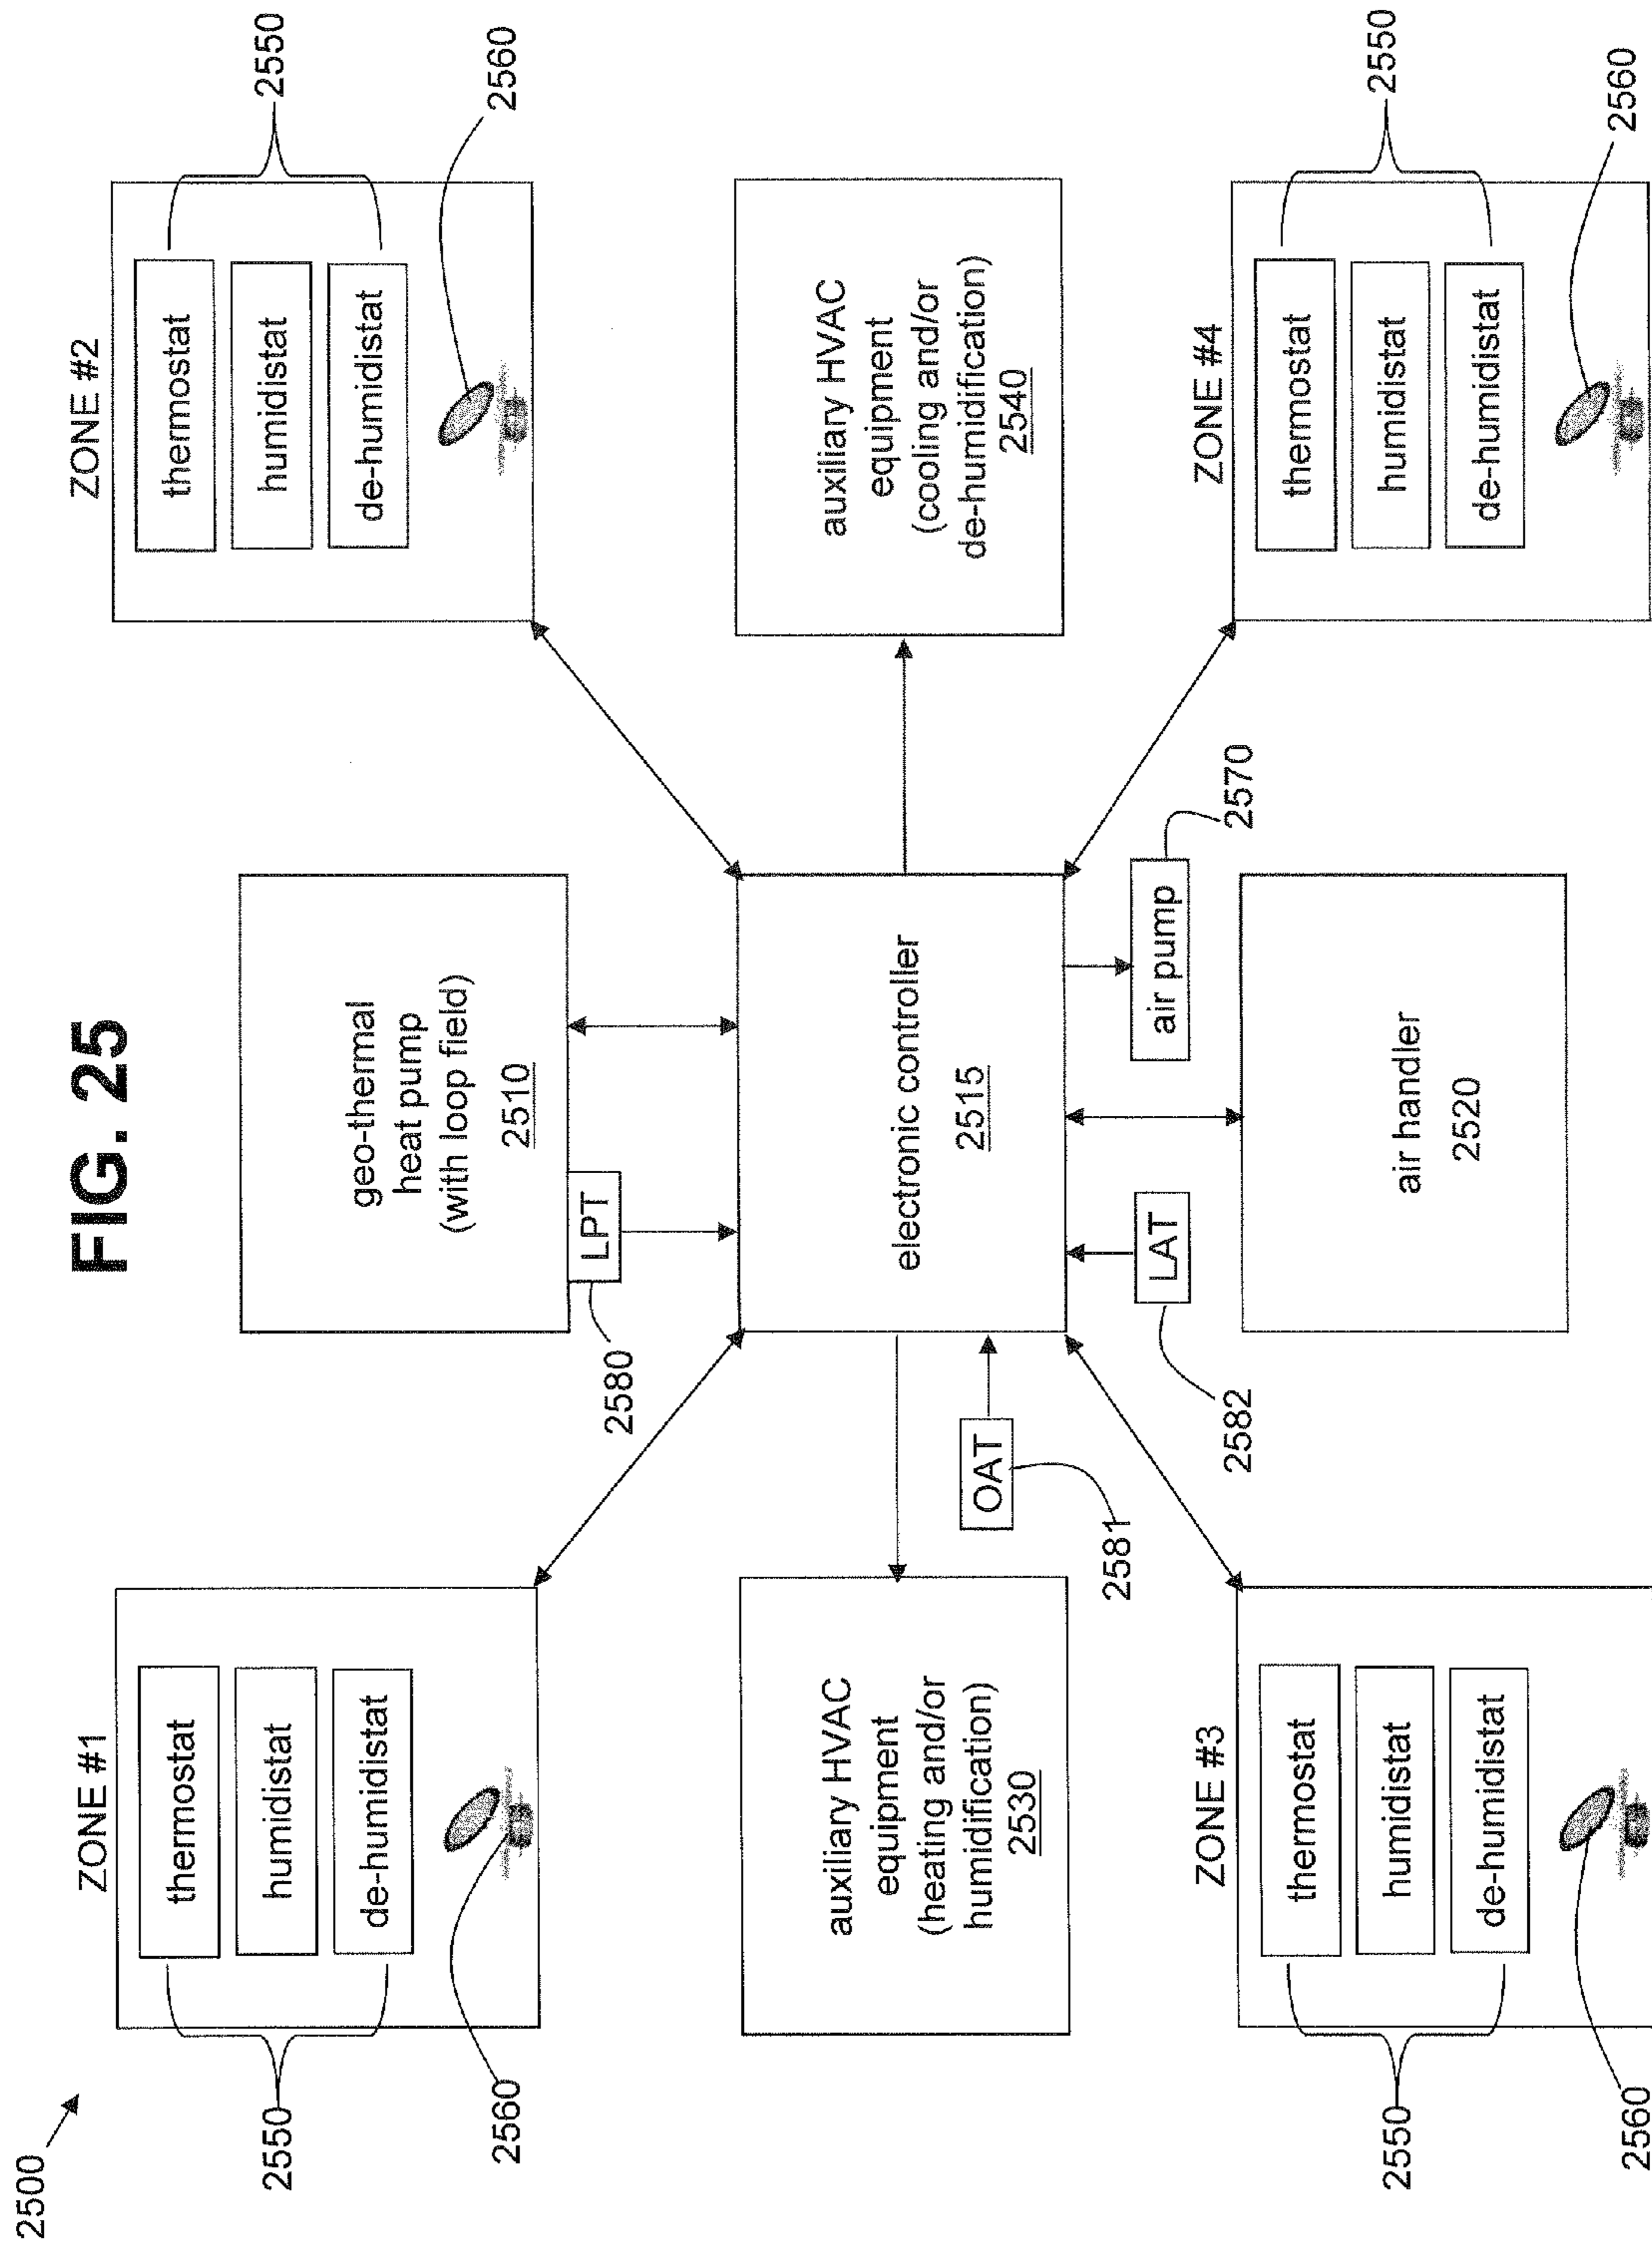 FIG. 25
2500
ZONE #1
thermostat
humidistat
de-humidistat
2550
2560
geo-thermal
heat pump
(with loop field)
2510
LPT
2580
ZONE #2
thermostat
humidistat
de-humidistat
2550
2560
auxiliary HVAC
equipment
(heating and/or
humidification)
2530
OAT
2581
electronic controller
2515
auxiliary HVAC
equipment
(cooling and/or
de-humidification)
2540
ZONE #3
thermostat
humidistat
de-humidistat
2550
2560
LAT
2582
air pump
2570
air handler
2520
ZONE #4
thermostat
humidistat
de-humidistat
2550
2560